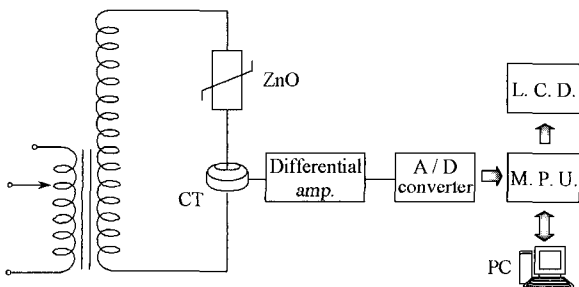 ZnO
CT
Differential
amp.
A / D
converter
M. P. U.
L. C. D.
PC